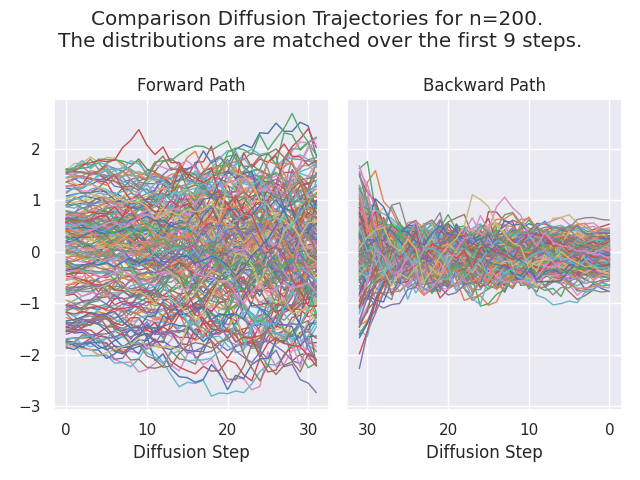 Comparison Diffusion Trajectories for n=200.
The distributions are matched over the first 9 steps.
Forward Path
Backward Path
2
1
0
−1
−2
−3
0 10 20 30
30 20 10 0
Diffusion Step
Diffusion Step